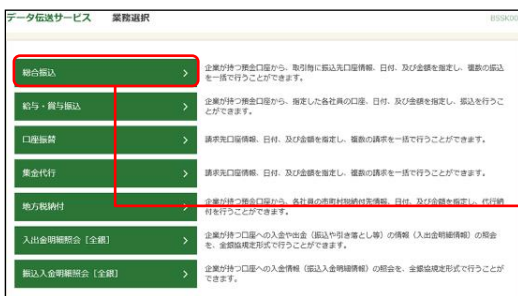 データ伝送サービス 業務選択
BSSK00
総合振込
企業が持つ預金口座から、取引毎に振込先口座情報、日付、及び金額を指定し、複数の振込
を一括で行うことができます。
給与・賞与振込
企業が持つ預金口座から、指定した各社員の口座、日付、及び金額を指定し、振込を行うこ
とができます。
口座振替
請求先口座情報、日付、及び金額を指定し、複数の請求を一括で行うことができます。
集金代行
請求先口座情報、日付、及び金額を指定し、複数の請求を一括で行うことができます。
地方税納付
企業が持つ預金口座から、各社員の市町村税納付先情報、日付、及び金額を指定し、代行納
付を行うことができます。
入出金明細照会［全銀］
企業が持つ口座への入金や出金（振込や引き落とし等）の情報（入出金明細情報）の照会
を、全銀協規定形式で行うことができます。
振込入金明細照会［全銀］
企業が持つ口座への入金情報（振込入金明細情報）の照会を、全銀協規定形式で行うことが
できます。